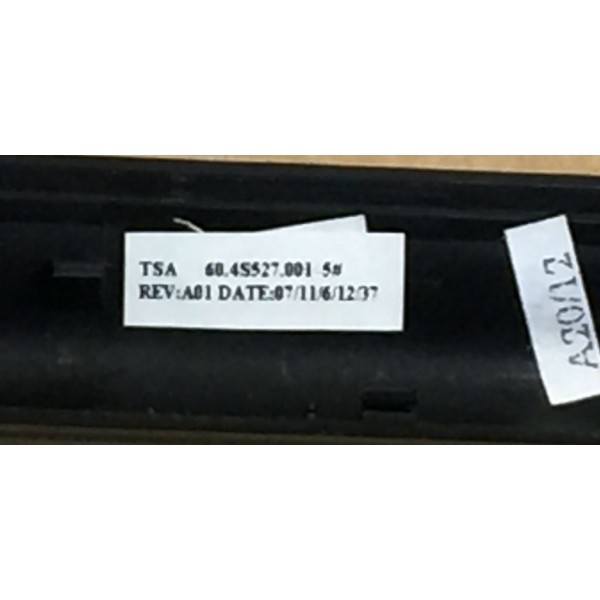 TSA 60.4S527.001 5#
REV:A01 DATE:07/11/6/12/37
A20/12